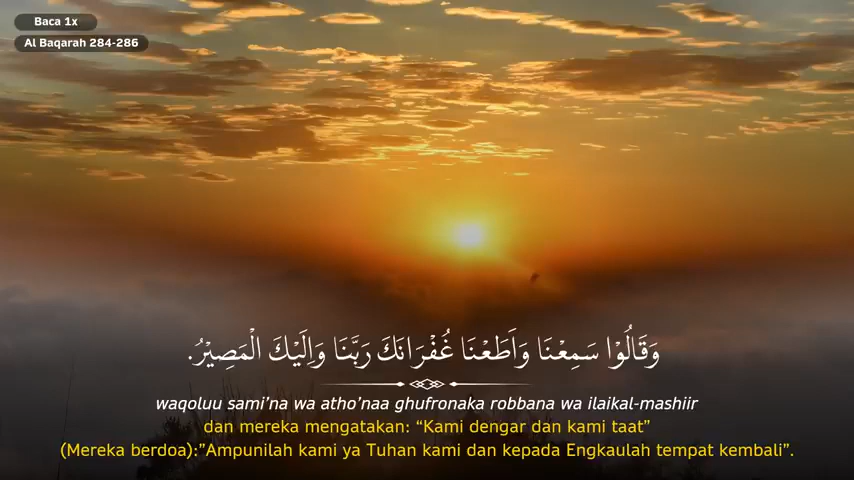 Baca 1x
Al Baqarah 284-286
وَقَالُوْا سَمِعْنَا وَاَطَعْنَا غُفْرَانَكَ رَبَّنَا وَاِلَيْكَ الْمَصِيْرُ.
waqoluu sami’na wa atho’naa ghufronaka robbana wa ilaikal-mashiir
dan mereka mengatakan: “Kami dengar dan kami taat”
(Mereka berdoa):”Ampunilah kami ya Tuhan kami dan kepada Engkaulah tempat kembali”.